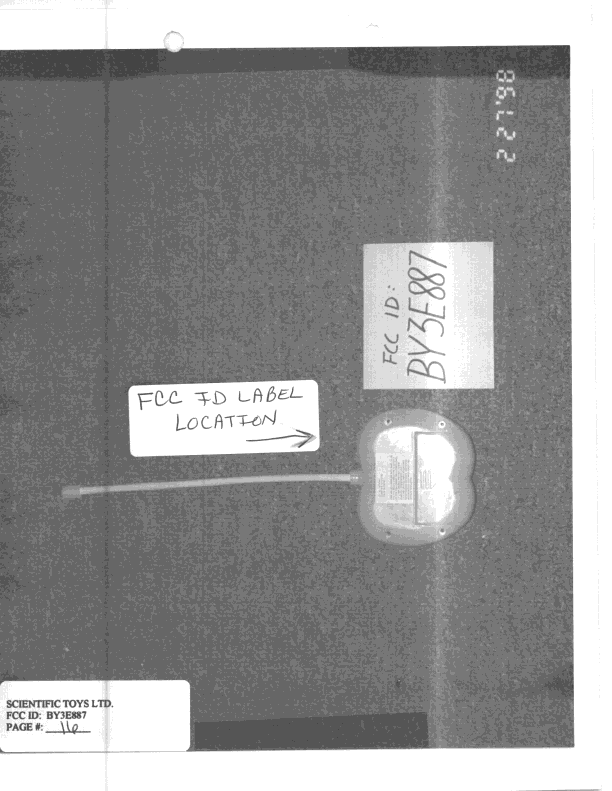 2 27 '98
FCC ID:
BY3E887
FCC ID LABEL
LOCATION
SCIENTIFIC TOYS LTD.
FCC ID: BY3E887
PAGE #: 16